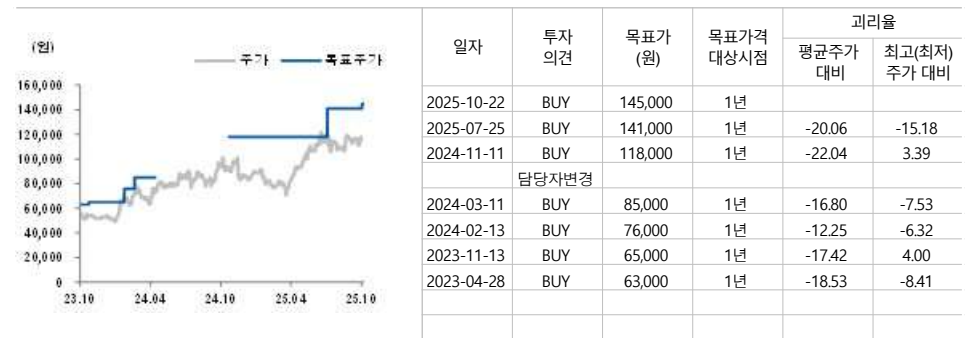 (원)
주가 목표주가
160,000
140,000
120,000
100,000
80,000
60,000
40,000
20,000
0
23.10 24.04 24.10 25.04 25.10
일자 투자의견 목표가(원) 목표가격대상시점 괴리율
평균주가대비 최고(최저)주가 대비
2025-10-22 BUY 145,000 1년
2025-07-25 BUY 141,000 1년 -20.06 -15.18
2024-11-11 BUY 118,000 1년 -22.04 3.39
담당자변경
2024-03-11 BUY 85,000 1년 -16.80 -7.53
2024-02-13 BUY 76,000 1년 -12.25 -6.32
2023-11-13 BUY 65,000 1년 -17.42 4.00
2023-04-28 BUY 63,000 1년 -18.53 -8.41